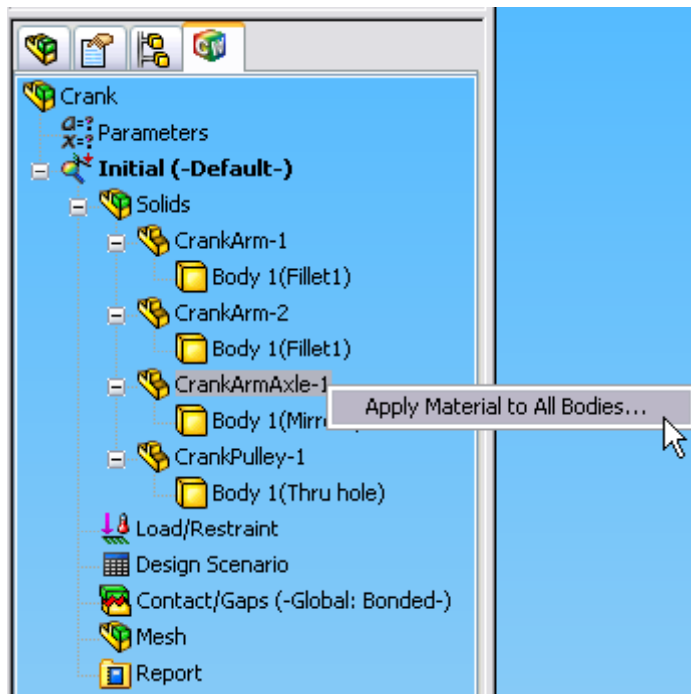 Crank
a=?
x=?
Parameters
Initial (-Default-)
Solids
CrankArm-1
Body 1(Fillet1)
CrankArm-2
Body 1(Fillet1)
CrankArmAxle-1
Apply Material to All Bodies...
Body 1(Mirr
CrankPulley-1
Body 1(Thru hole)
Load/Restraint
Design Scenario
Contact/Gaps (-Global: Bonded-)
Mesh
Report